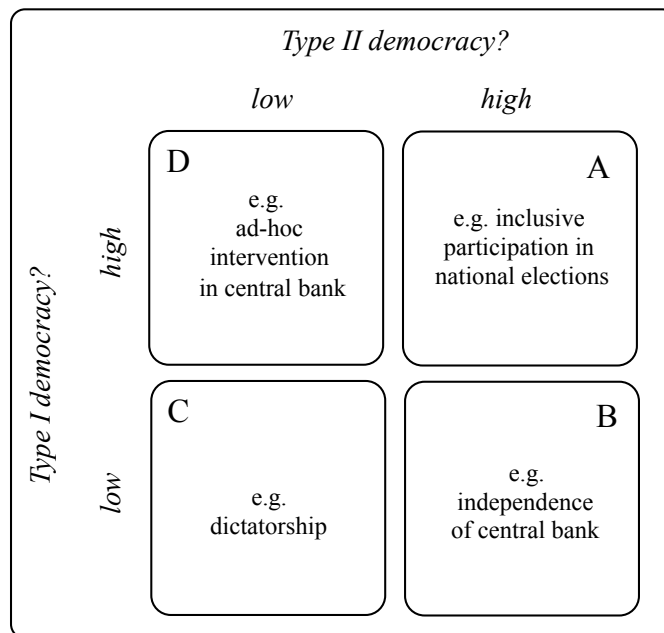 Type II democracy?
low
high
Type I democracy?
high
low
D
e.g.
ad-hoc
intervention
in central bank
A
e.g. inclusive
participation in
national elections
C
e.g.
dictatorship
B
e.g.
independence
of central bank